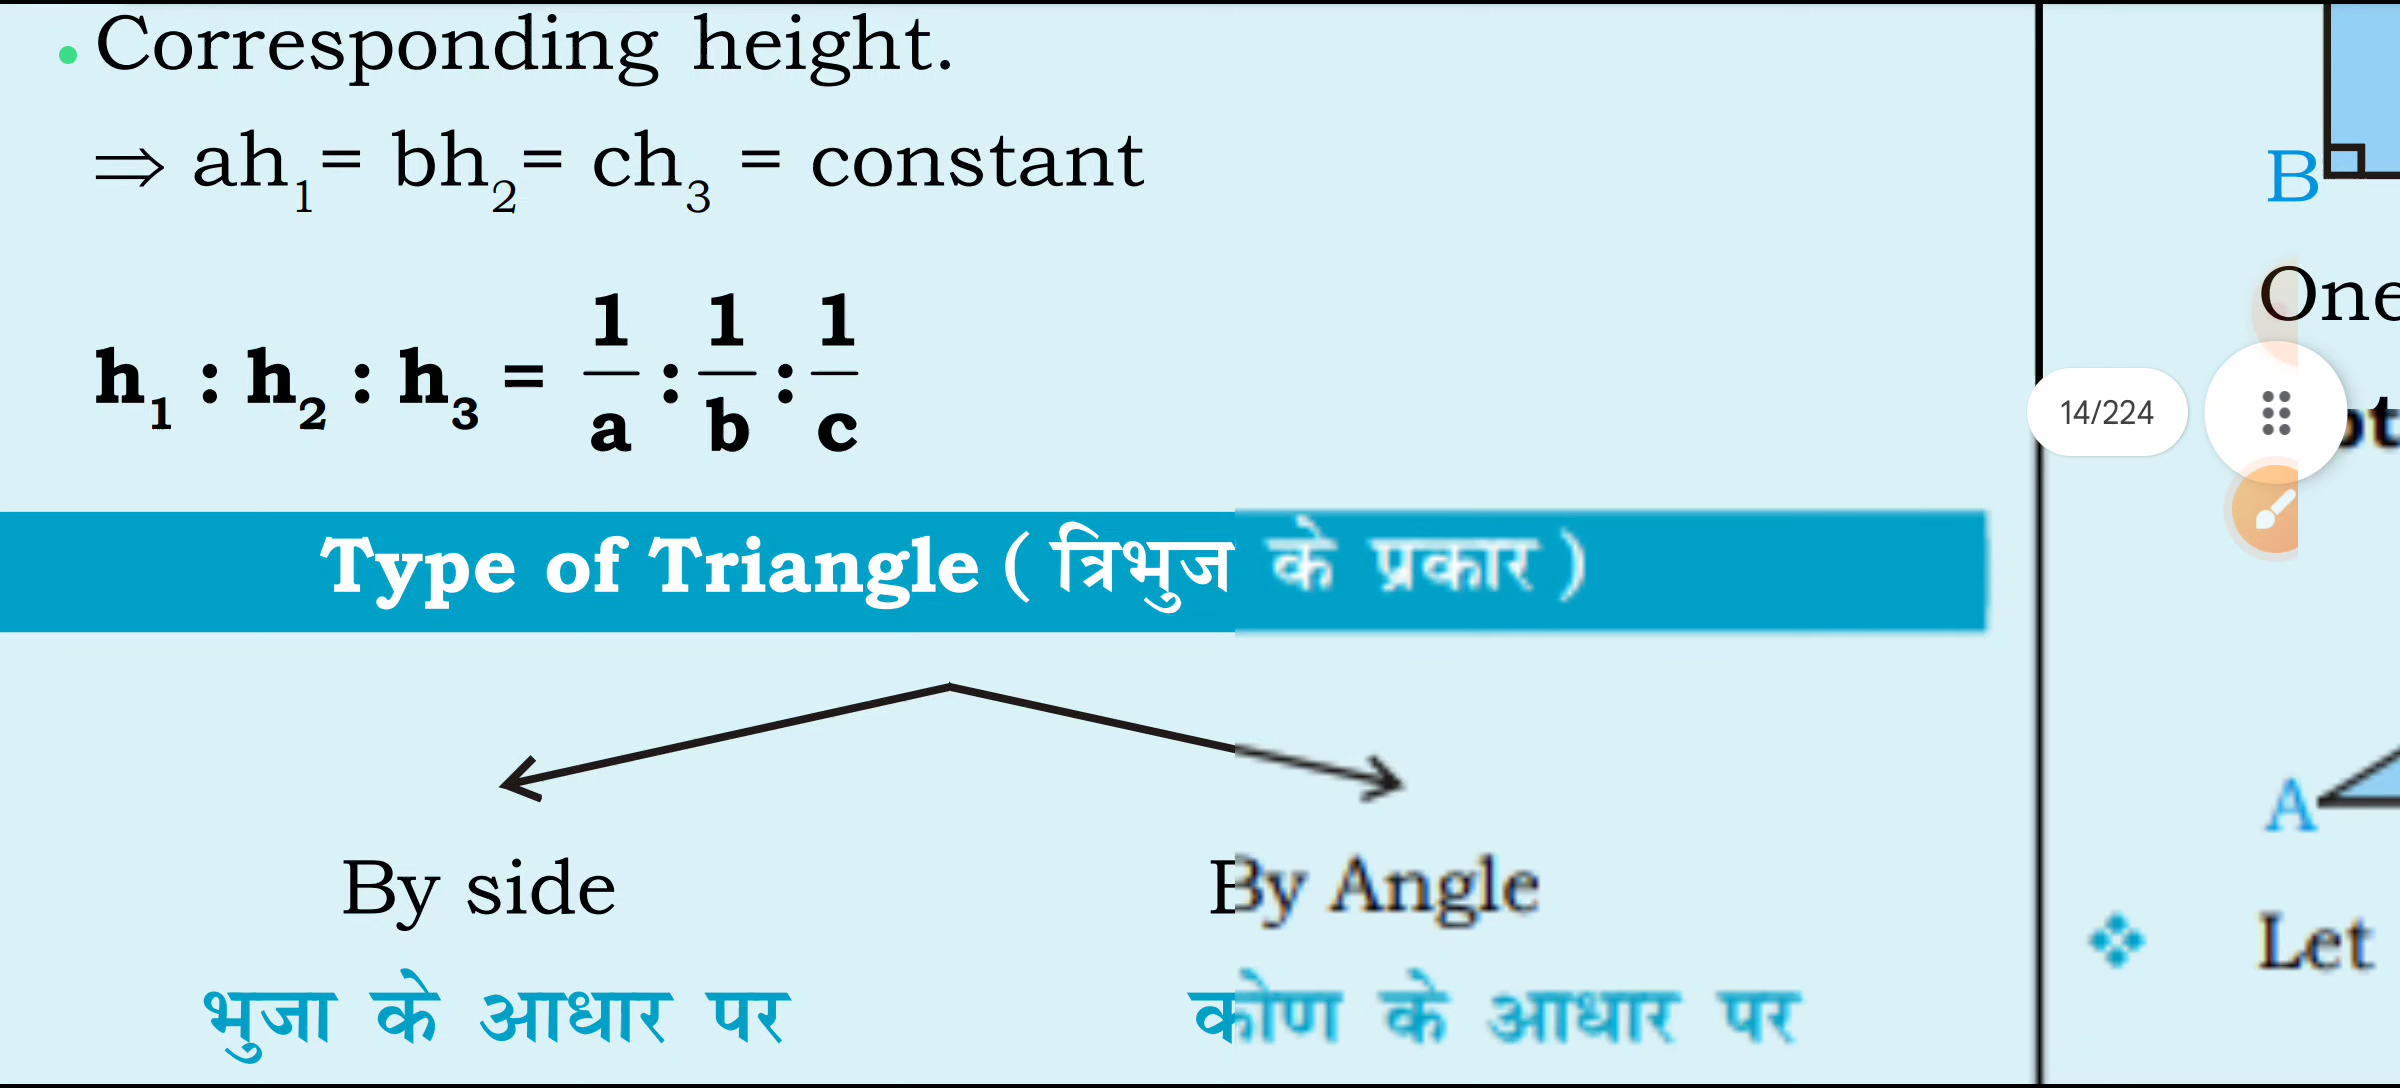 • Corresponding height.
⇒ ah₁ = bh₂ = ch₃ = constant
h₁ : h₂ : h₃ = 1/a : 1/b : 1/c
Type of Triangle ( त्रिभुज के प्रकार )
By side By Angle
भुजा के आधार पर कोण के आधार पर
B
One
14/224
A
Let